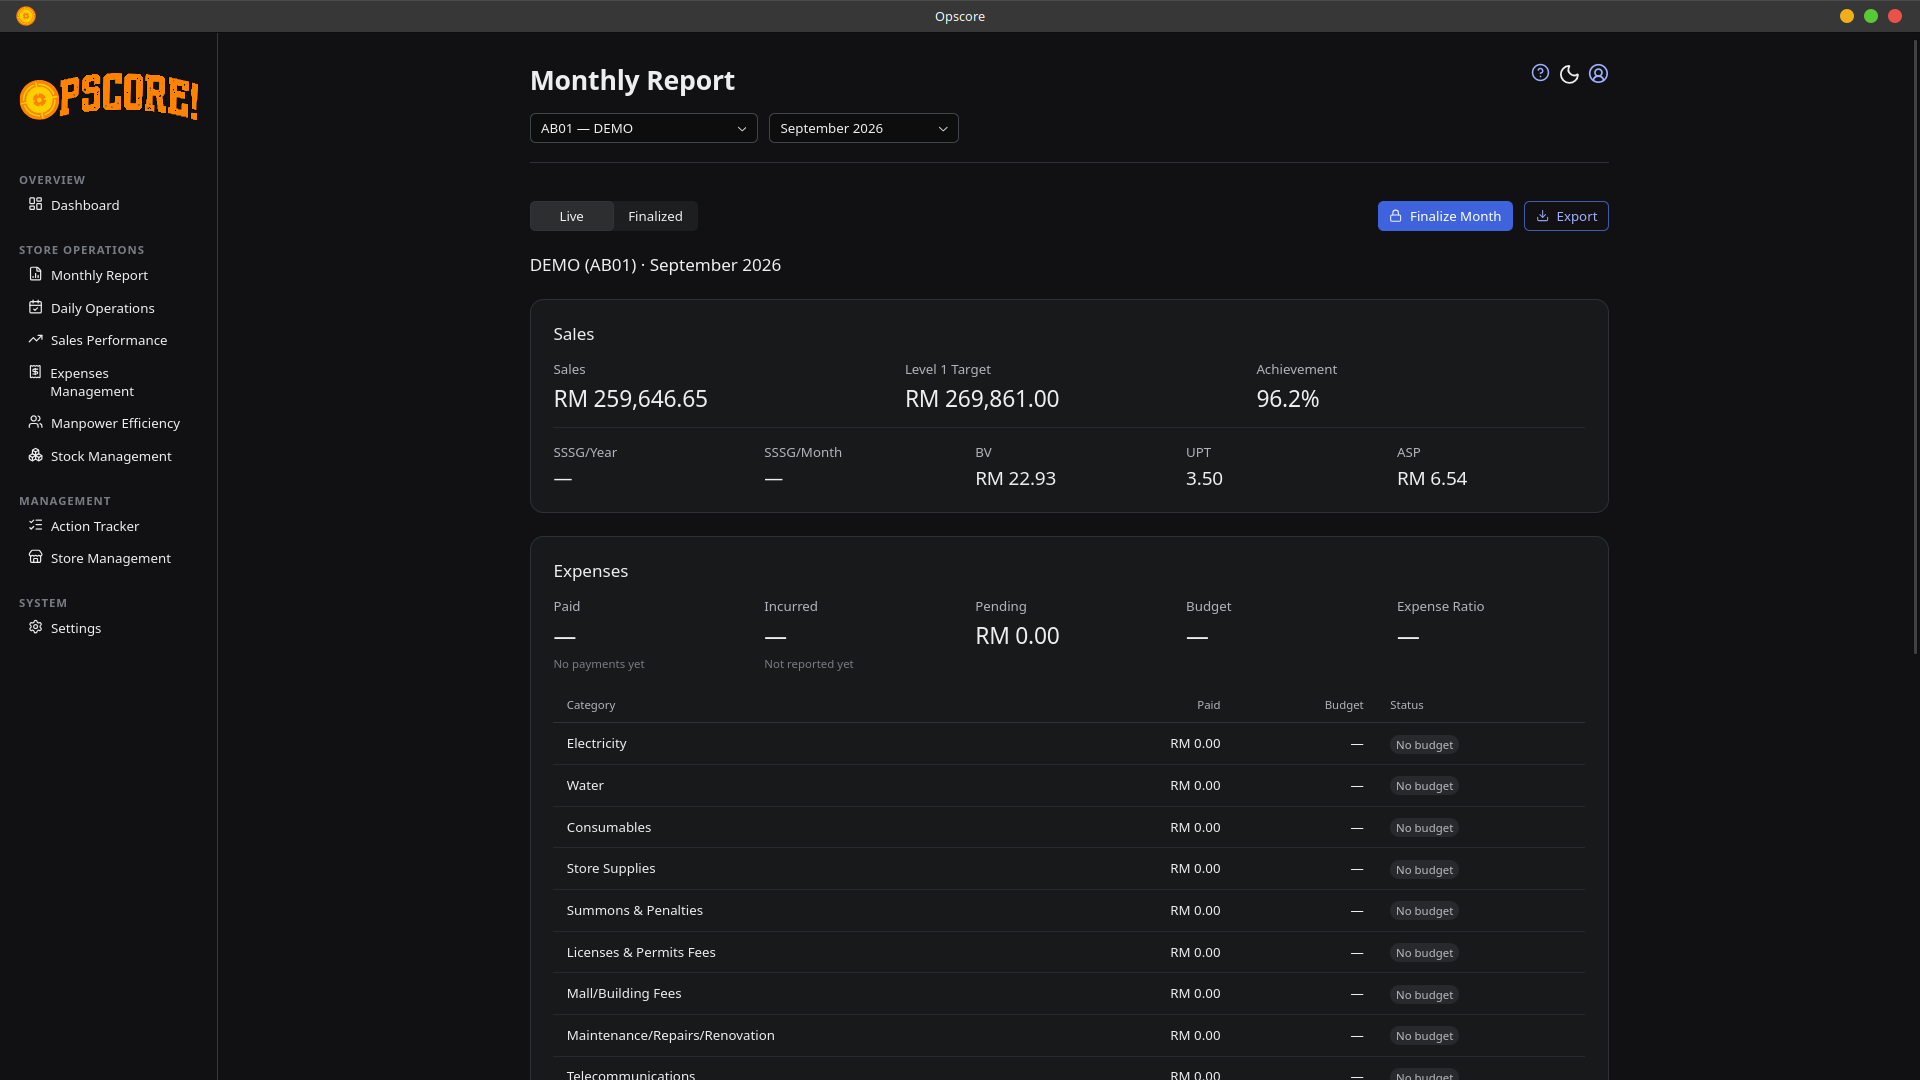 Opscore
OPSCORE!
OVERVIEW
Dashboard
STORE OPERATIONS
Monthly Report
Daily Operations
Sales Performance
Expenses
Management
Manpower Efficiency
Stock Management
MANAGEMENT
Action Tracker
Store Management
SYSTEM
Settings
Monthly Report
AB01 — DEMO
September 2026
Live
Finalized
Finalize Month
Export
DEMO (AB01) · September 2026
Sales
Sales
Level 1 Target
Achievement
RM 259,646.65
RM 269,861.00
96.2%
SSSG/Year
SSSG/Month
BV
UPT
ASP
—
—
RM 22.93
3.50
RM 6.54
Expenses
Paid
Incurred
Pending
Budget
Expense Ratio
—
—
RM 0.00
—
—
No payments yet
Not reported yet
Category Paid Budget Status
Electricity RM 0.00 — No budget
Water RM 0.00 — No budget
Consumables RM 0.00 — No budget
Store Supplies RM 0.00 — No budget
Summons & Penalties RM 0.00 — No budget
Licenses & Permits Fees RM 0.00 — No budget
Mall/Building Fees RM 0.00 — No budget
Maintenance/Repairs/Renovation RM 0.00 — No budget
Telecommunications RM 0.00 — No budget